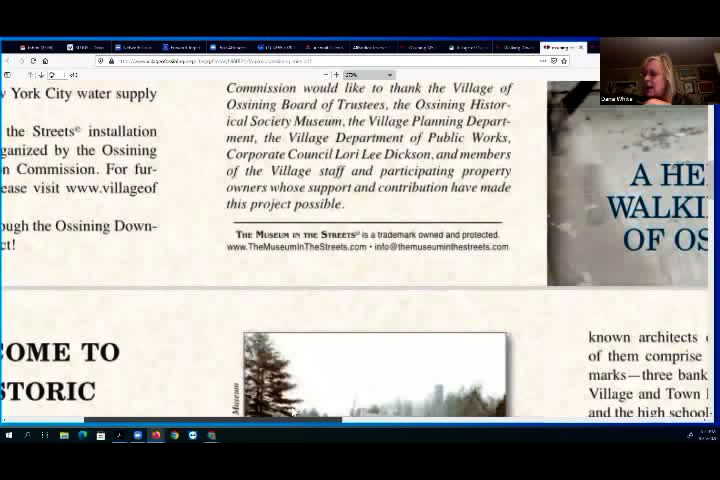 Dana White
w York City water supply
the Streets© installation
ganized by the Ossining
n Commission. For fur-
ease visit www.villageof
ough the Ossining Down-
ct!
Commission would like to thank the Village of
Ossining Board of Trustees, the Ossining Histor-
ical Society Museum, the Village Planning Depart-
ment, the Village Department of Public Works,
Corporate Council Lori Lee Dickson, and members
of the Village staff and participating property
owners whose support and contribution have made
this project possible.
THE MUSEUM IN THE STREETS® is a trademark owned and protected.
www.TheMuseumInTheStreets.com • info@themuseuminthestreets.com
A HE
WALKI
OF OS
COME TO
STORIC
Museum
known architects
of them comprise
marks—three bank
Village and Town
and the high school